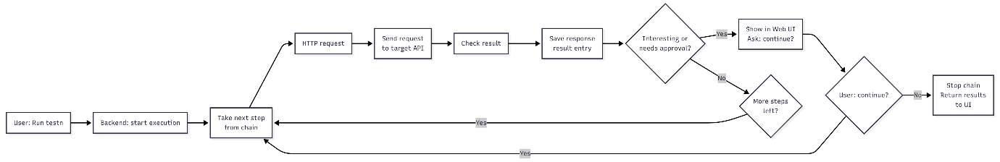 User: Run testn
Backend: start execution
Take next step
from chain
HTTP request
Send request
to target API
Check result
Save response
result entry
Interesting or
needs approval?
Yes
Show in Web UI
Ask: continue?
No
More steps
left?
Yes
User: continue?
No
Stop chain
Return results
to UI
Yes